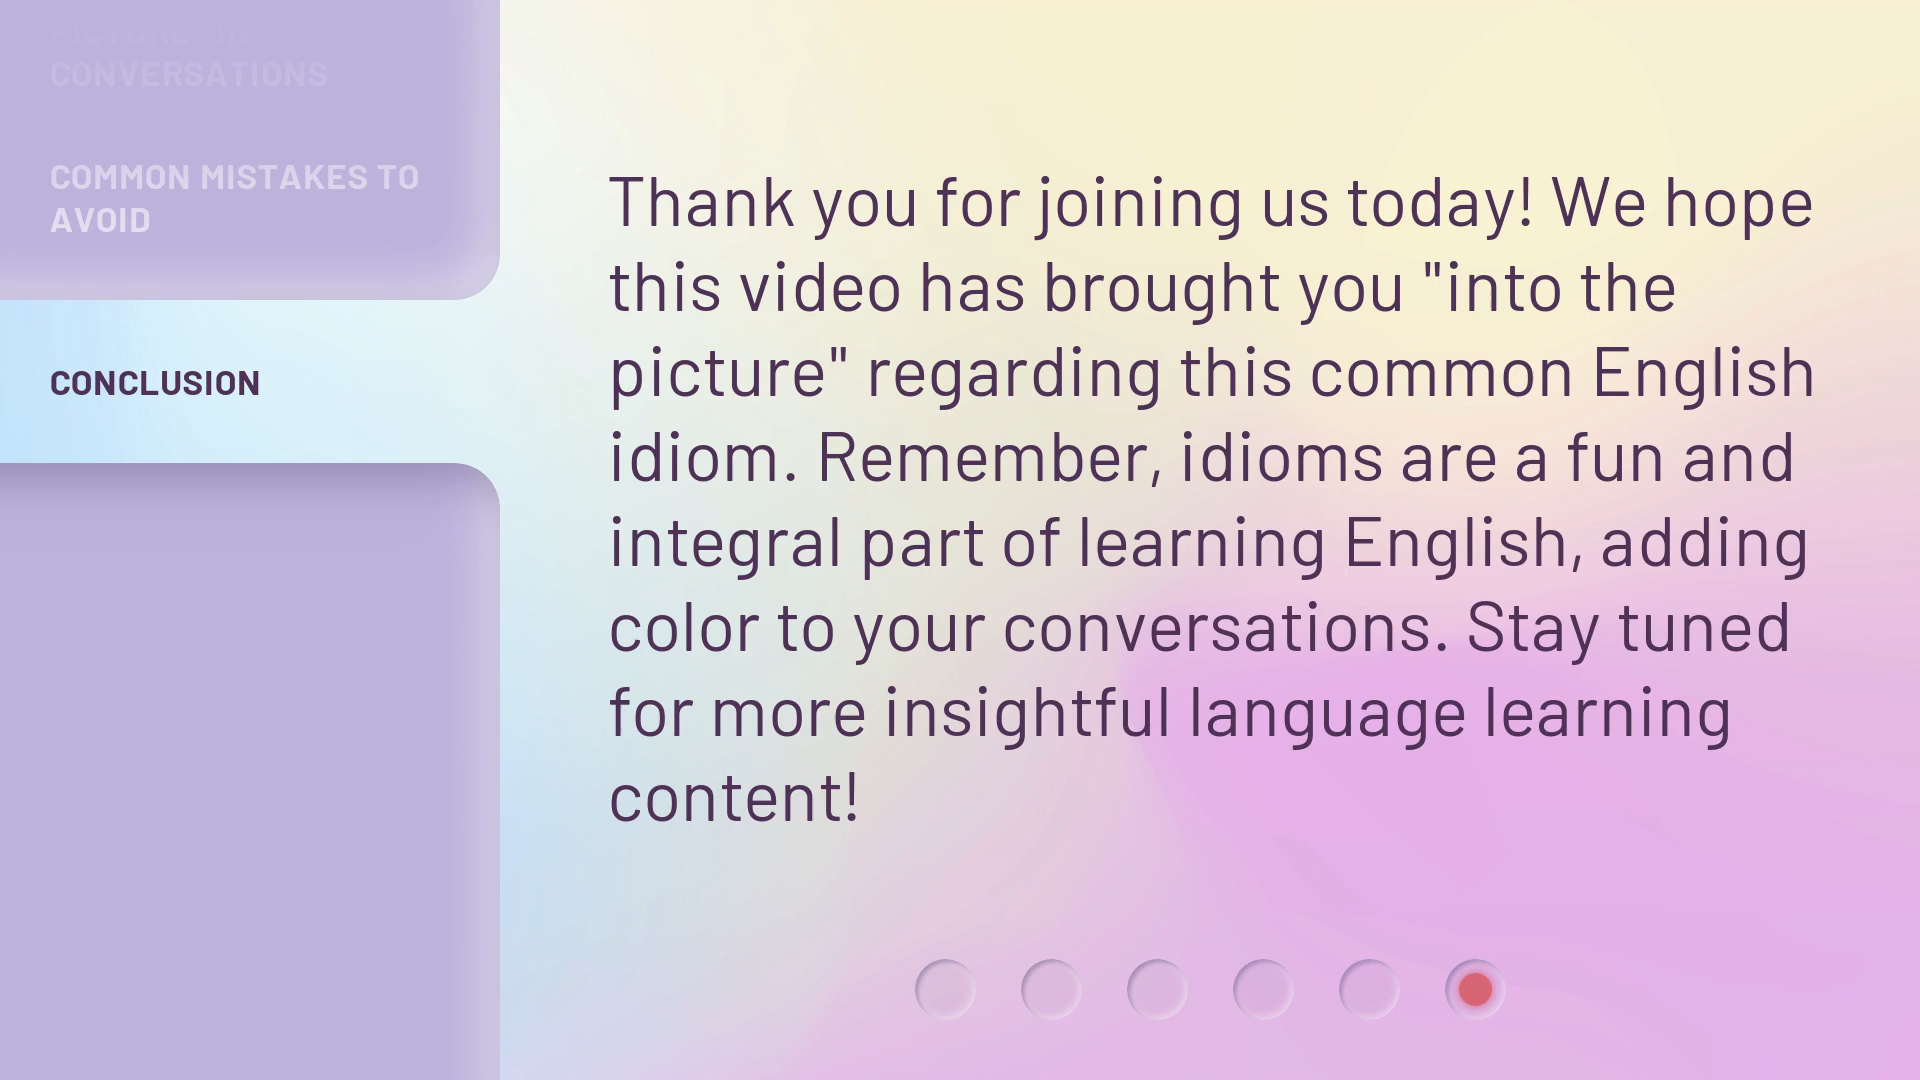 PICTURE" IN
CONVERSATIONS
COMMON MISTAKES TO
AVOID
CONCLUSION
Thank you for joining us today! We hope
this video has brought you "into the
picture" regarding this common English
idiom. Remember, idioms are a fun and
integral part of learning English, adding
color to your conversations. Stay tuned
for more insightful language learning
content!